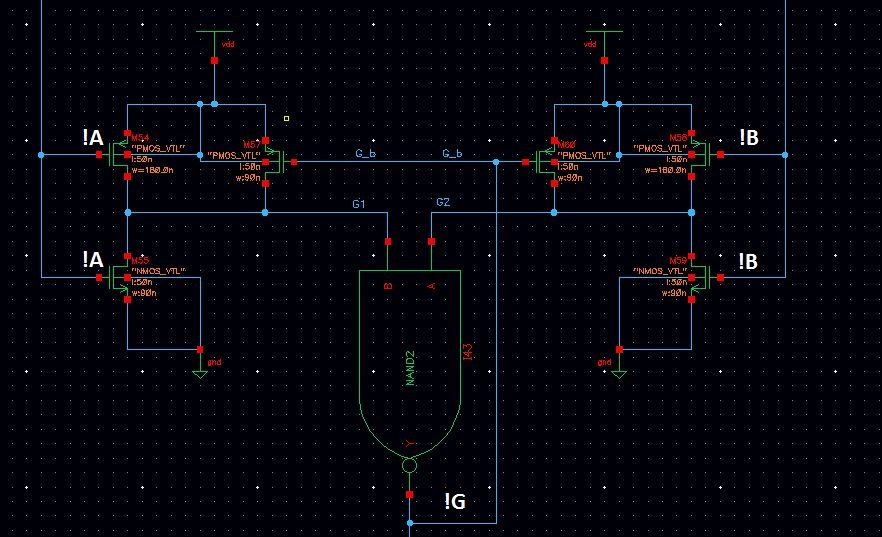 vdd
vdd
!A
M54
"PMOS_VTL"
l:50n
w=180.0n
M57
"PMOS_VTL"
l:50n
w:90n
G_b
G_b
M60
"PMOS_VTL"
l:50n
w:90n
M58
"PMOS_VTL"
l:50n
w=180.0n
!B
G1
G2
!A
M55
"NMOS_VTL"
l:50n
w:90n
gnd
B
A
NAND2
I43
Y
M59
"NMOS_VTL"
l:50n
w:90n
!B
gnd
!G